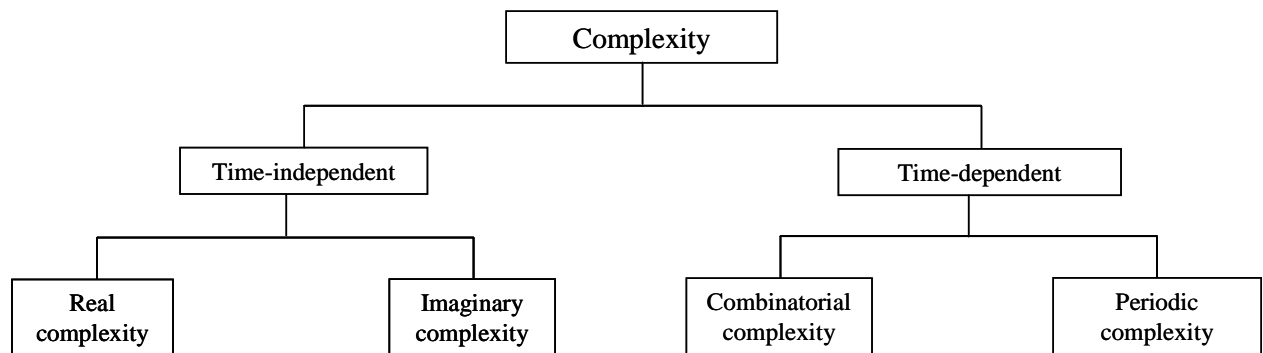 Complexity
Time-independent
Time-dependent
Real
complexity
Imaginary
complexity
Combinatorial
complexity
Periodic
complexity